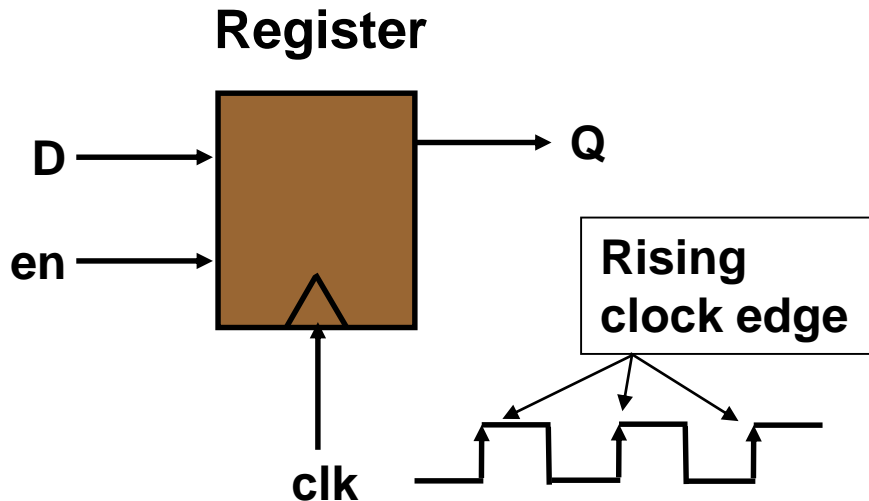 Register
D
Q
en
Rising
clock edge
clk